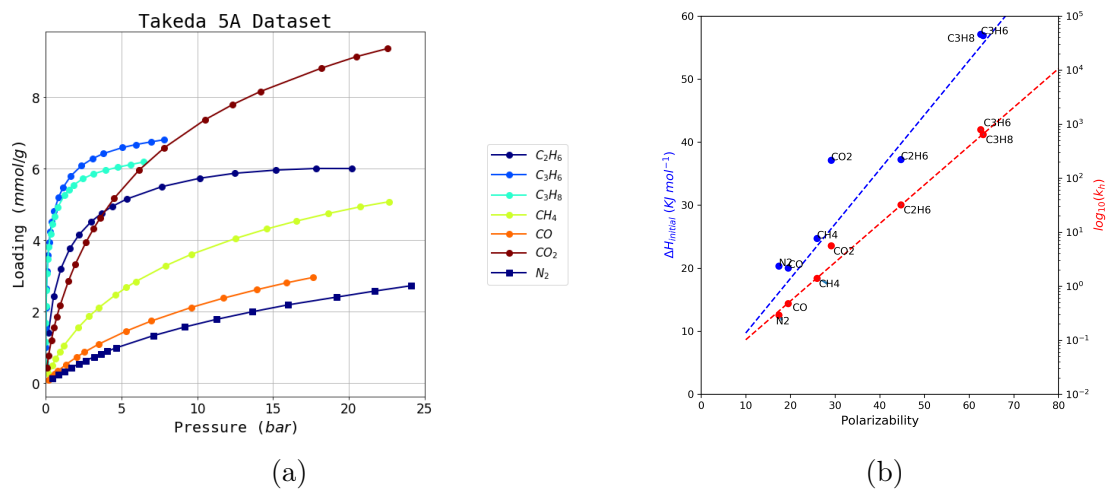 Takeda 5A Dataset
Loading (mmol/g)
8
6
4
2
0
0 5 10 15 20 25
Pressure (bar)
C₂H₆
C₃H₆
C₃H₈
CH₄
CO
CO₂
N₂
(a)
ΔH_initial (KJ mol⁻¹)
60
50
40
30
20
10
0 10 20 30 40 50 60 70 80
Polarizability
C3H8 C3H6
CO2 C2H6
CH4
N2 CO
C3H6
C3H8
C2H6
CO2
CH4
CO
N2
10⁵
10⁴
10³
10²
10¹
10⁰
10⁻¹
10⁻²
log₁₀(k_h)
(b)